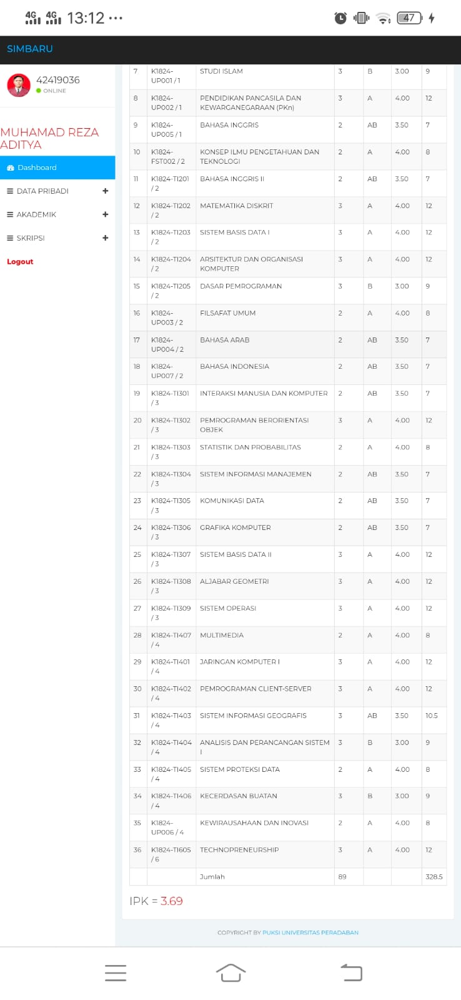 4G 4G 13:12 ...
47
SIMBARU
42419036
ONLINE
MUHAMAD REZA
ADITYA
Dashboard
DATA PRIBADI
AKADEMIK
SKRIPSI
Logout
7 K1824- STUDI ISLAM 3 B 3.00 9
UP001 / 1
8 K1824- PENDIDIKAN PANCASILA DAN 3 A 4.00 12
UP002 / 1 KEWARGANEGARAAN (PKn)
9 K1824- BAHASA INGGRIS 2 AB 3.50 7
UP005 / 1
10 K1824- KONSEP ILMU PENGETAHUAN DAN 2 A 4.00 8
FST002 / 2 TEKNOLOGI
11 K1824-TI201 BAHASA INGGRIS II 2 AB 3.50 7
/ 2
12 K1824-TI202 MATEMATIKA DISKRIT 3 A 4.00 12
/ 2
13 K1824-TI203 SISTEM BASIS DATA I 3 A 4.00 12
/ 2
14 K1824-TI204 ARSITEKTUR DAN ORGANISASI 3 A 4.00 12
/ 2 KOMPUTER
15 K1824-TI205 DASAR PEMROGRAMAN 3 B 3.00 9
/ 2
16 K1824- FILSAFAT UMUM 2 A 4.00 8
UP003 / 2
17 K1824- BAHASA ARAB 2 AB 3.50 7
UP004 / 2
18 K1824- BAHASA INDONESIA 2 AB 3.50 7
UP007 / 2
19 K1824-TI301 INTERAKSI MANUSIA DAN KOMPUTER 2 AB 3.50 7
/ 3
20 K1824-TI302 PEMROGRAMAN BERORIENTASI 3 A 4.00 12
/ 3 OBJEK
21 K1824-TI303 STATISTIK DAN PROBABILITAS 2 A 4.00 8
/ 3
22 K1824-TI304 SISTEM INFORMASI MANAJEMEN 2 AB 3.50 7
/ 3
23 K1824-TI305 KOMUNIKASI DATA 2 AB 3.50 7
/ 3
24 K1824-TI306 GRAFIKA KOMPUTER 2 AB 3.50 7
/ 3
25 K1824-TI307 SISTEM BASIS DATA II 3 A 4.00 12
/ 3
26 K1824-TI308 ALJABAR GEOMETRI 3 A 4.00 12
/ 3
27 K1824-TI309 SISTEM OPERASI 3 A 4.00 12
/ 3
28 K1824-TI407 MULTIMEDIA 2 A 4.00 8
/ 4
29 K1824-TI401 JARINGAN KOMPUTER I 3 A 4.00 12
/ 4
30 K1824-TI402 PEMROGRAMAN CLIENT-SERVER 3 A 4.00 12
/ 4
31 K1824-TI403 SISTEM INFORMASI GEOGRAFIS 3 AB 3.50 10.5
/ 4
32 K1824-TI404 ANALISIS DAN PERANCANGAN SISTEM 3 B 3.00 9
/ 4 I
33 K1824-TI405 SISTEM PROTEKSI DATA 2 A 4.00 8
/ 4
34 K1824-TI406 KECERDASAN BUATAN 3 B 3.00 9
/ 4
35 K1824- KEWIRAUSAHAAN DAN INOVASI 2 A 4.00 8
UP006 / 4
36 K1824-TI605 TECHNOPRENEURSHIP 3 A 4.00 12
/ 6
Jumlah 89 328.5
IPK = 3.69
COPYRIGHT BY PUKSI UNIVERSITAS PERADABAN